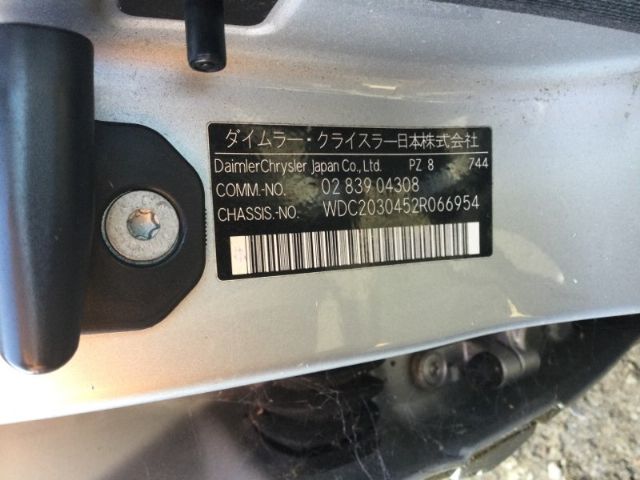 ダイムラー・クライスラー日本株式会社
DaimlerChrysler Japan Co., Ltd. PZ 8 744
COMM.-NO. 02 839 04308
CHASSIS.-NO. WDC2030452R066954